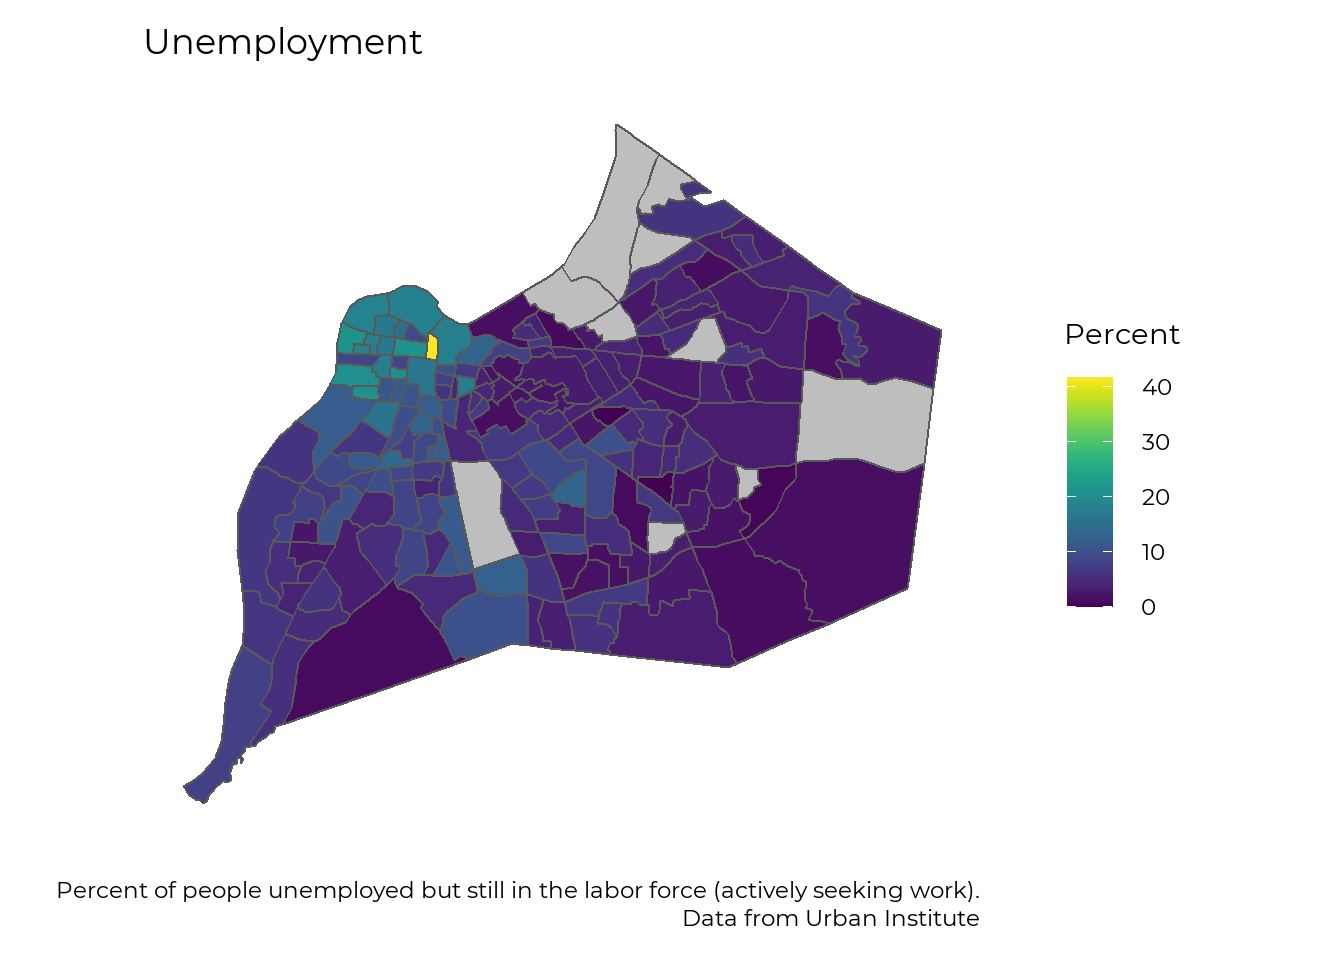 Unemployment
Percent
40
30
20
10
0
Percent of people unemployed but still in the labor force (actively seeking work).
Data from Urban Institute